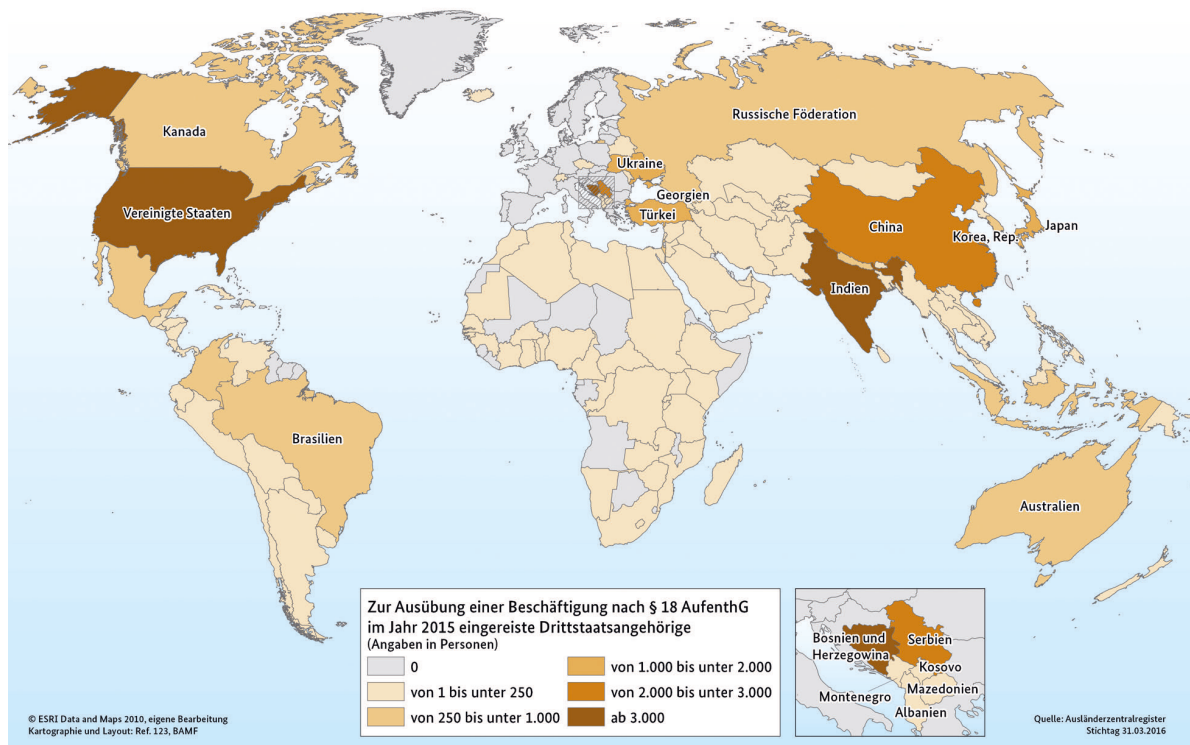 Kanada
Russische Föderation
Ukraine
Georgien
Vereinigte Staaten
Türkei
China
Korea, Rep.
Japan
Indien
Brasilien
Australien
Zur Ausübung einer Beschäftigung nach § 18 AufenthG
im Jahr 2015 eingereiste Drittstaatsangehörige
(Angaben in Personen)
0
von 1 bis unter 250
von 250 bis unter 1.000
von 1.000 bis unter 2.000
von 2.000 bis unter 3.000
ab 3.000
Bosnien und
Herzegowina
Serbien
Kosovo
Montenegro
Mazedonien
Albanien
© ESRI Data and Maps 2010, eigene Bearbeitung
Kartographie und Layout: Ref. 123, BAMF
Quelle: Ausländerzentralregister
Stichtag 31.03.2016